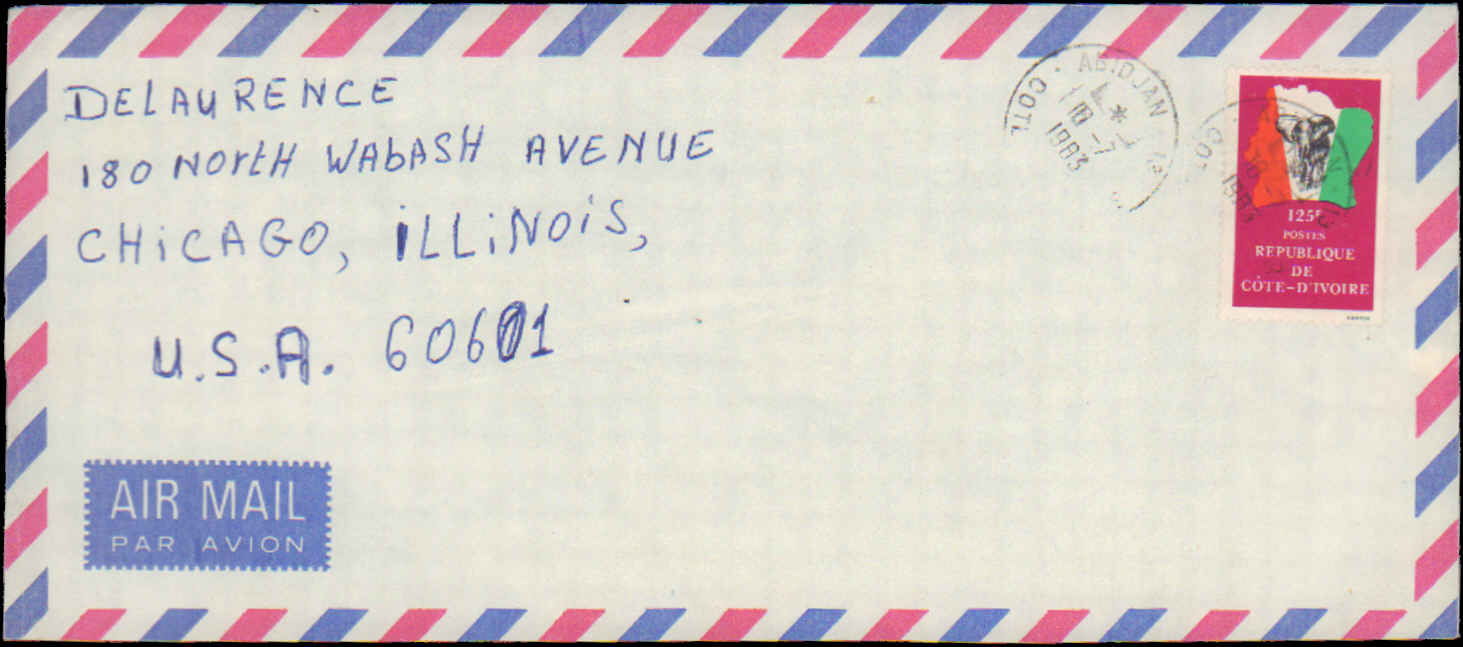 DELAURENCE
180 NORtH WAbASH AVENUE
CHiCAGO, iLLiNOiS,
U.S.A. 60601
AIR MAIL
PAR AVION
ABIDJAN
1983
125F
POSTES
REPUBLIQUE
DE
CÔTE-D'IVOIRE